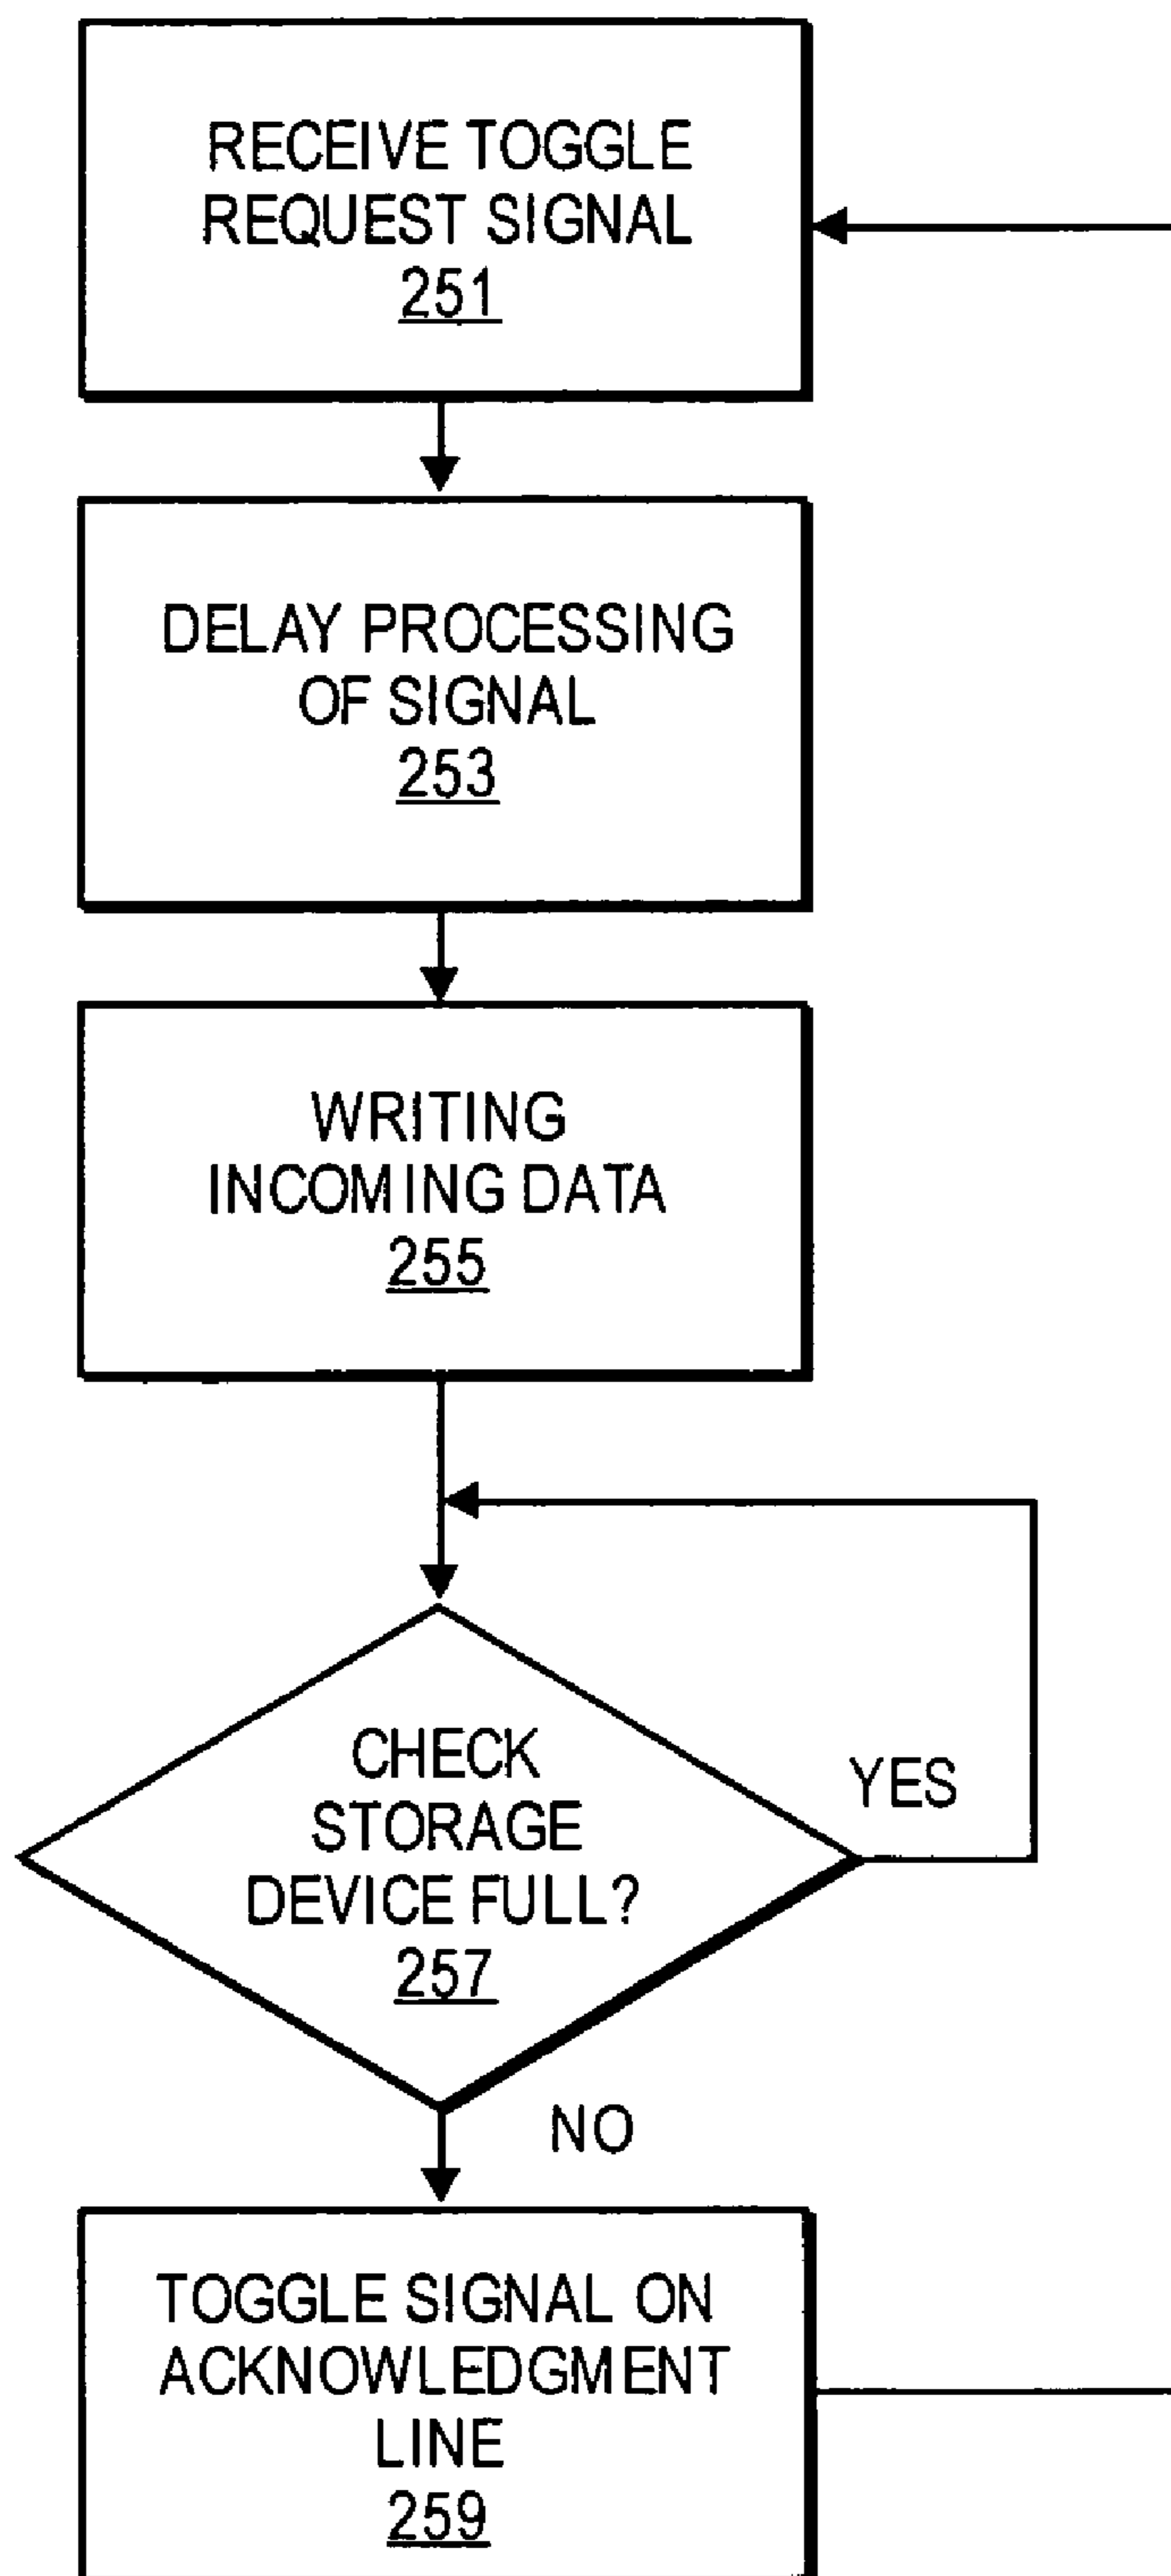 RECEIVE TOGGLE
REQUEST SIGNAL
251
DELAY PROCESSING
OF SIGNAL
253
WRITING
INCOMING DATA
255
CHECK
STORAGE
DEVICE FULL?
257
YES
NO
TOGGLE SIGNAL ON
ACKNOWLEDGMENT
LINE
259